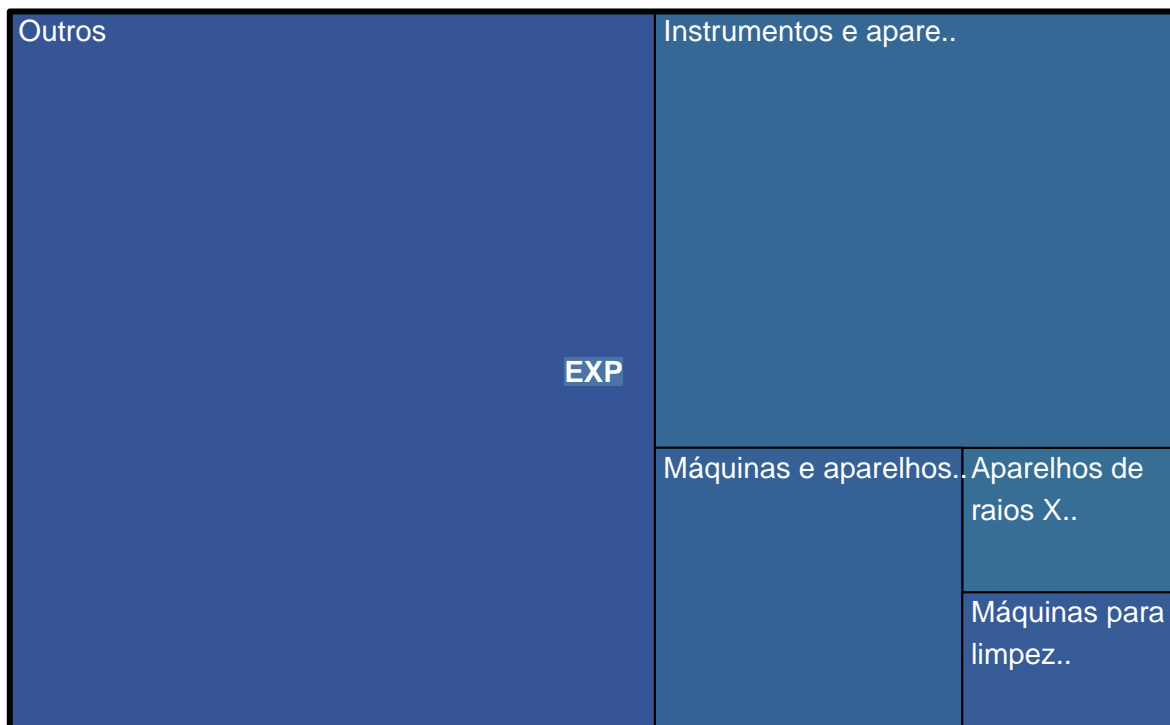 Outros
Instrumentos e apare..
EXP
Máquinas e aparelhos..
Aparelhos de
raios X..
Máquinas para
limpez..